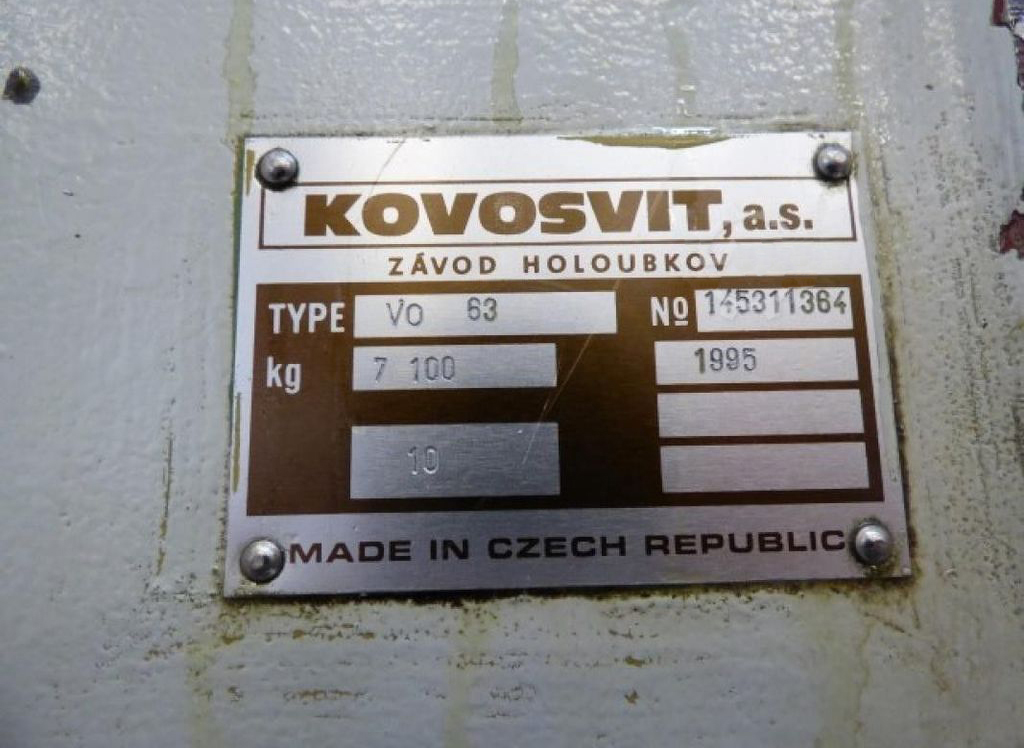 KOVOSVIT, a.s.
ZÁVOD HOLOUBKOV
TYPE VO 63 No 145311364
kg 7 100 1995
10
MADE IN CZECH REPUBLIC